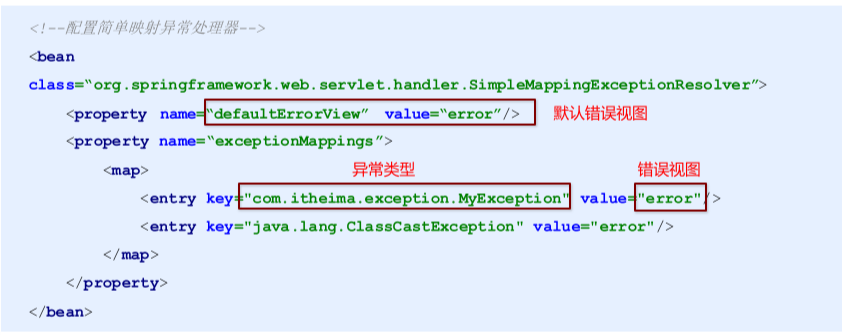 <!--配置简单映射异常处理器-->
<bean
class=“org.springframework.web.servlet.handler.SimpleMappingExceptionResolver”>
<property name=“defaultErrorView” value=“error”/> 默认错误视图
<property name=“exceptionMappings”>
<map> 异常类型 错误视图
<entry key="com.itheima.exception.MyException" value="error"/>
<entry key="java.lang.ClassCastException" value="error"/>
</map>
</property>
</bean>